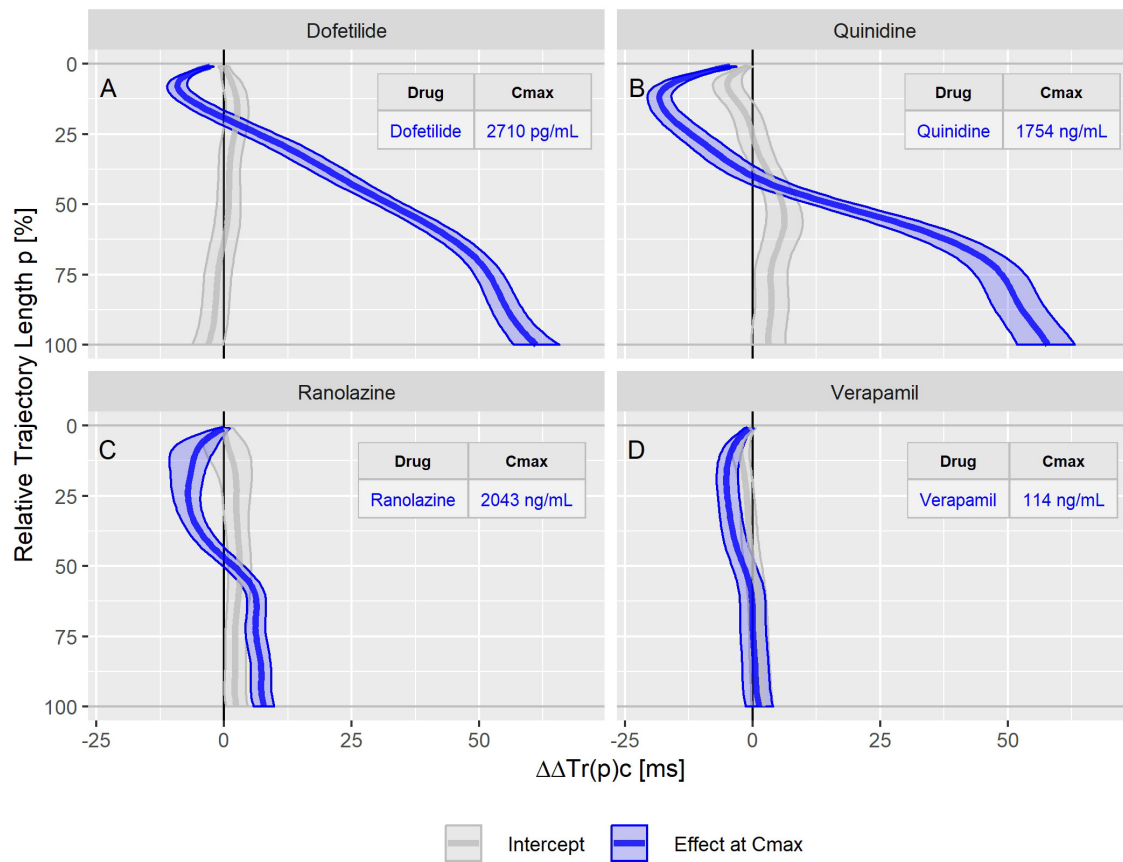 Dofetilide
Quinidine
Relative Trajectory Length p [%]
0
25
50
75
100
A
Drug Cmax
Dofetilide 2710 pg/mL
B
Drug Cmax
Quinidine 1754 ng/mL
Ranolazine
Verapamil
0
25
50
75
100
C
Drug Cmax
Ranolazine 2043 ng/mL
D
Drug Cmax
Verapamil 114 ng/mL
-25 0 25 50
-25 0 25 50
ΔΔTr(p)c [ms]
Intercept Effect at Cmax